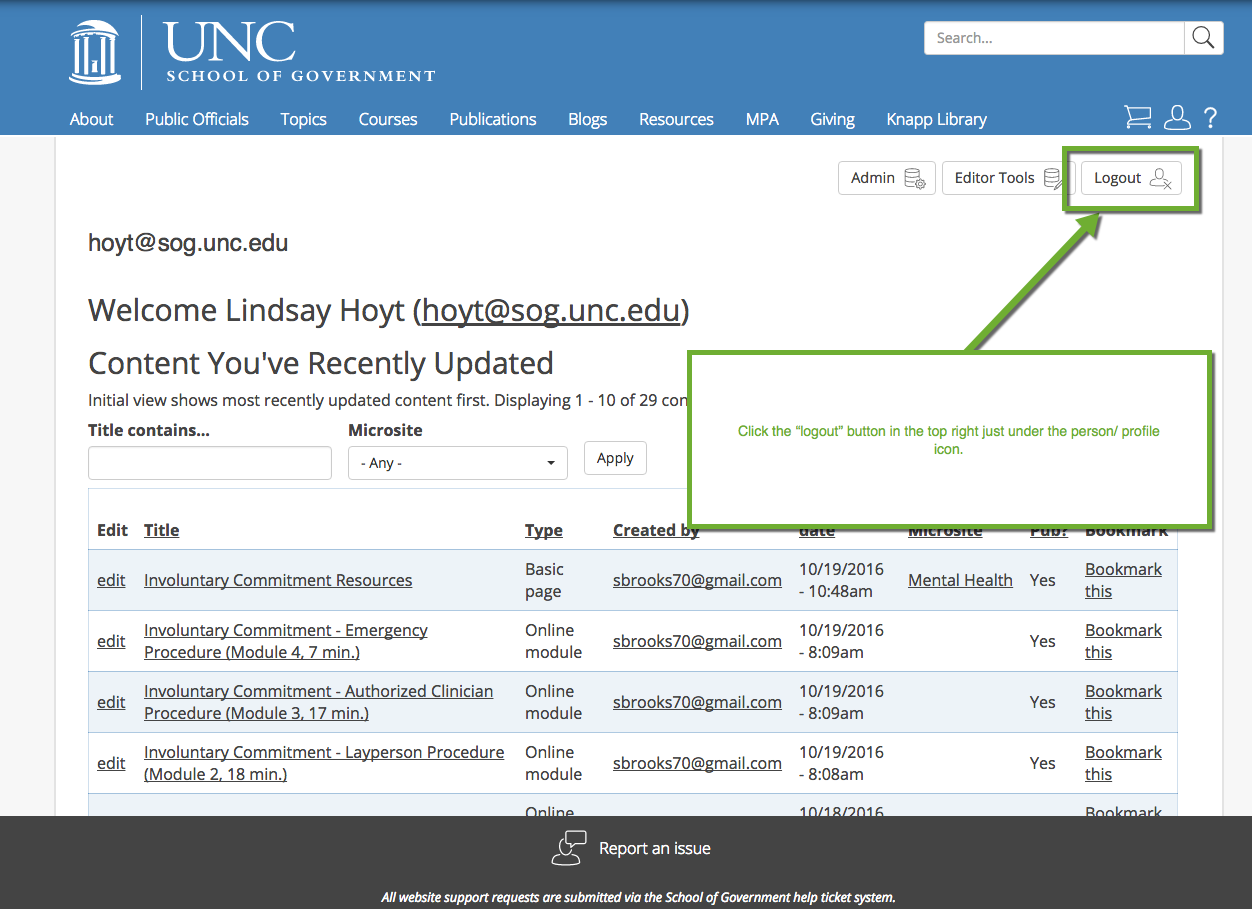 UNC
SCHOOL OF GOVERNMENT
Search...
About Public Officials Topics Courses Publications Blogs Resources MPA Giving Knapp Library ?
Admin Editor Tools Logout
hoyt@sog.unc.edu
Welcome Lindsay Hoyt (hoyt@sog.unc.edu)
Content You've Recently Updated
Initial view shows most recently updated content first. Displaying 1 - 10 of 29 con
Click the “logout” button in the top right just under the person/ profile
icon.
Title contains... Microsite
- Any - Apply
Edit Title Type Created by date Microsite Pub? Bookmark
edit Involuntary Commitment Resources Basic page sbrooks70@gmail.com 10/19/2016 - 10:48am Mental Health Yes Bookmark this
edit Involuntary Commitment - Emergency Procedure (Module 4, 7 min.) Online module sbrooks70@gmail.com 10/19/2016 - 8:09am Yes Bookmark this
edit Involuntary Commitment - Authorized Clinician Procedure (Module 3, 17 min.) Online module sbrooks70@gmail.com 10/19/2016 - 8:09am Yes Bookmark this
edit Involuntary Commitment - Layperson Procedure (Module 2, 18 min.) Online module sbrooks70@gmail.com 10/19/2016 - 8:08am Yes Bookmark this
Online 10/18/2016 Bookmark
Report an issue
All website support requests are submitted via the School of Government help ticket system.